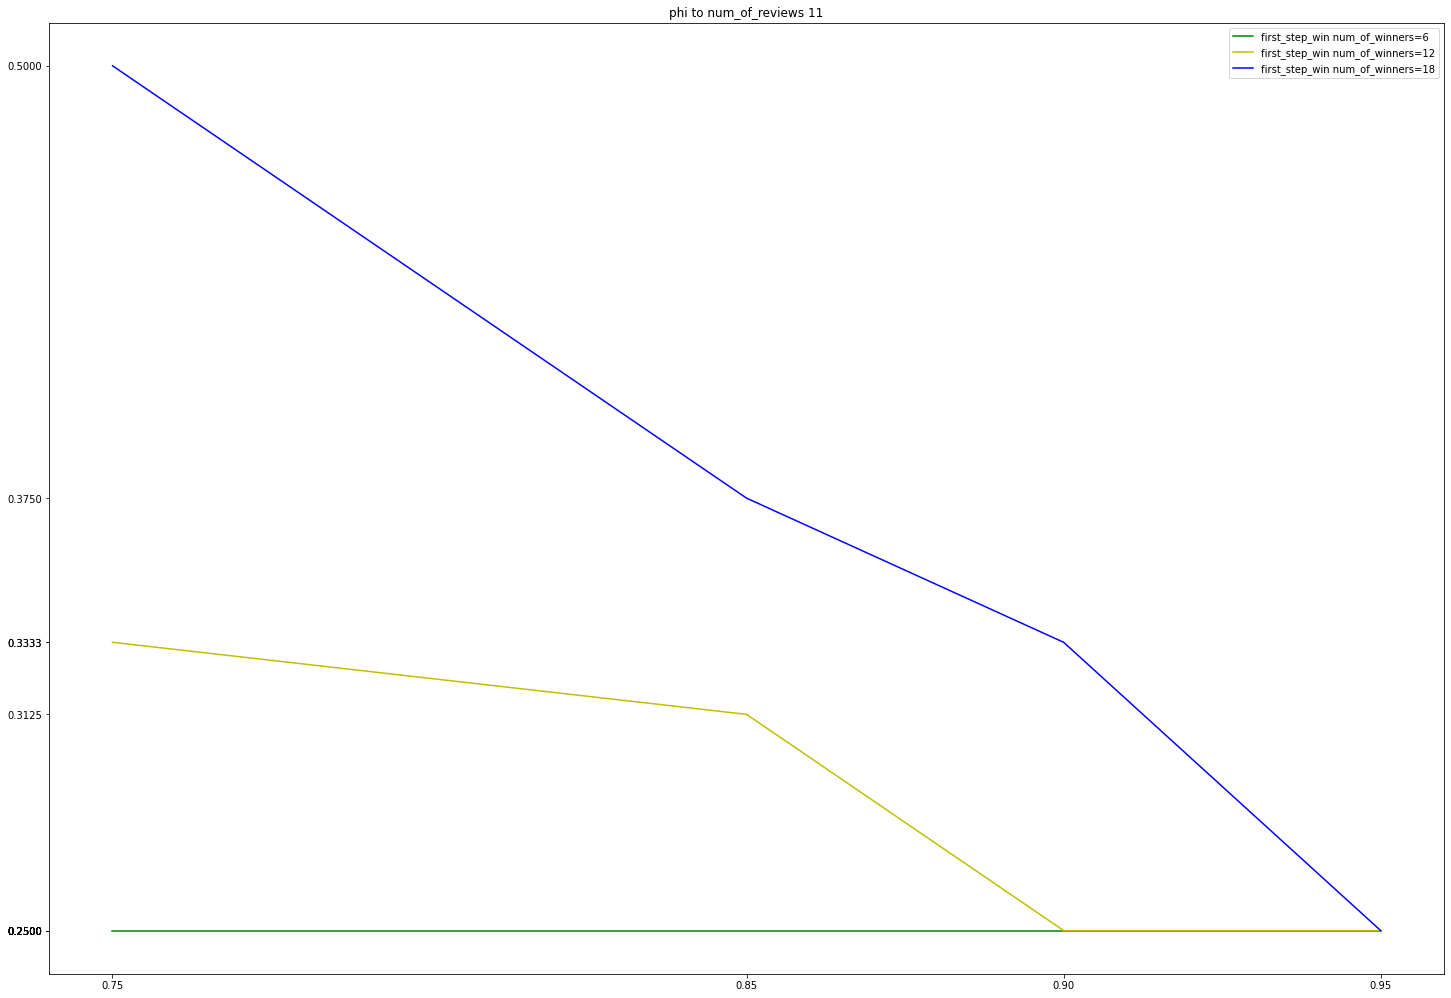 phi to num_of_reviews 11
first_step_win num_of_winners=6
first_step_win num_of_winners=12
first_step_win num_of_winners=18
0.5000
0.3750
0.3333
0.3125
0.2500
0.75
0.85
0.90
0.95